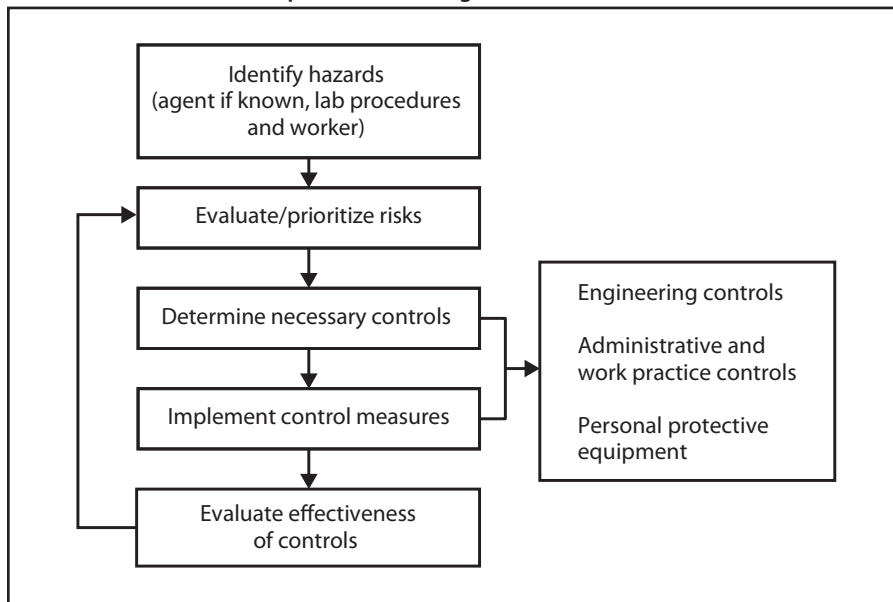 Identify hazards
(agent if known, lab procedures
and worker)
Evaluate/prioritize risks
Determine necessary controls
Implement control measures
Evaluate effectiveness
of controls
Engineering controls
Administrative and
work practice controls
Personal protective
equipment